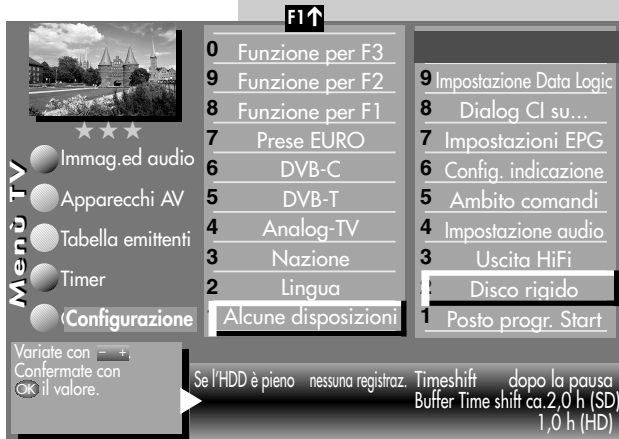 F1↑
Menù TV
Immag.ed audio
Apparecchi AV
Tabella emittenti
Timer
Configurazione
0 Funzione per F3
9 Funzione per F2
8 Funzione per F1
7 Prese EURO
6 DVB-C
5 DVB-T
4 Analog-TV
3 Nazione
2 Lingua
Alcune disposizioni
9 Impostazione Data Logic
8 Dialog CI su...
7 Impostazioni EPG
6 Config. indicazione
5 Ambito comandi
4 Impostazione audio
3 Uscita HiFi
2 Disco rigido
1 Posto progr. Start
Variate con - +.
Confermate con
OK il valore.
Se l'HDD è pieno nessuna registraz. Timeshift dopo la pausa
Buffer Time shift ca.2,0 h (SD)
1,0 h (HD)